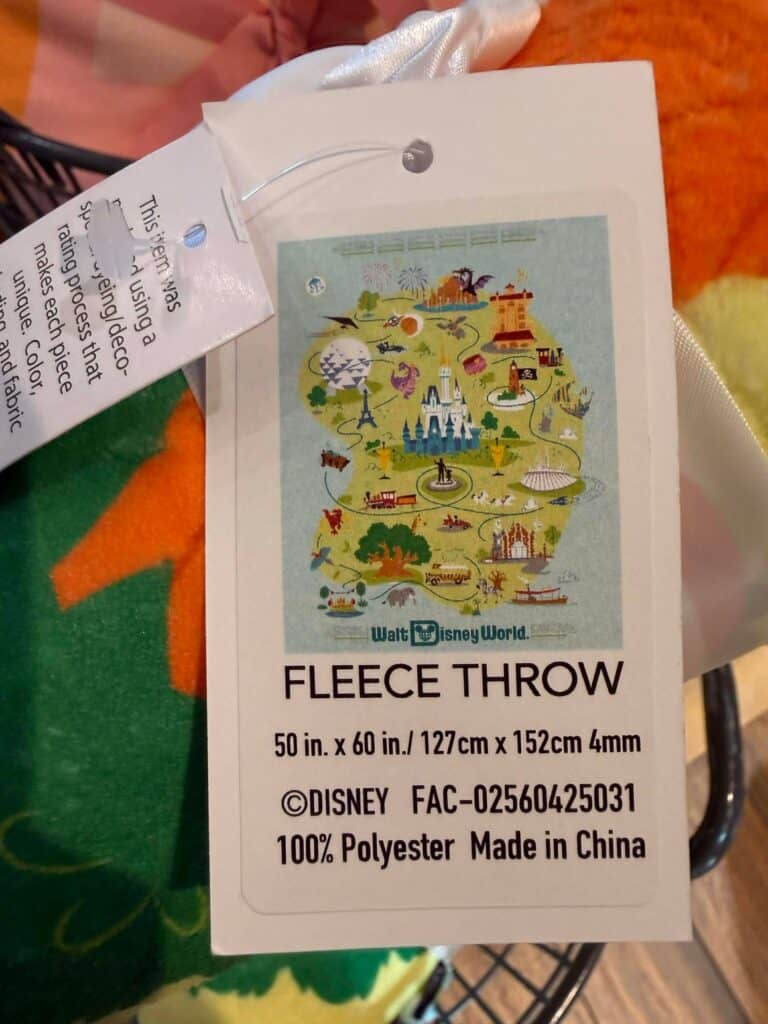 This item was
using a
dyeing/deco-
rating process that
makes each piece
unique. Color,
and fabric
Walt Disney World.
FLEECE THROW
50 in. x 60 in./ 127cm x 152cm 4mm
©DISNEY FAC-02560425031
100% Polyester Made in China